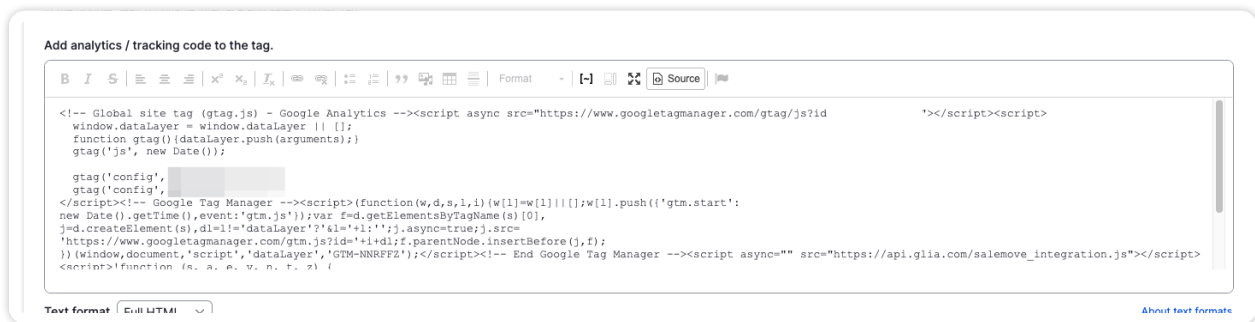 Add analytics / tracking code to the tag.
B I S x² xₑ Tₓ Format [~] Source
<!-- Global site tag (gtag.js) - Google Analytics --><script async src="https://www.googletagmanager.com/gtag/js?id "></script><script>
window.dataLayer = window.dataLayer || [];
function gtag(){dataLayer.push(arguments);}
gtag('js', new Date());
gtag('config',
gtag('config',
</script><!-- Google Tag Manager --><script>(function(w,d,s,l,i){w[l]=w[l]||[];w[l].push({'gtm.start':
new Date().getTime(),event:'gtm.js'});var f=d.getElementsByTagName(s)[0],
j=d.createElement(s),dl=l!='dataLayer'?'&l='+l:'';j.async=true;j.src=
'https://www.googletagmanager.com/gtm.js?id='+i+dl;f.parentNode.insertBefore(j,f);
})(window,document,'script','dataLayer','GTM-NNRFFZ');</script><!-- End Google Tag Manager --><script async="" src="https://api.glia.com/salemove_integration.js"></script>
<script>!function (s, a, e, v, n, t, z) {
Text format Full HTML About text formats